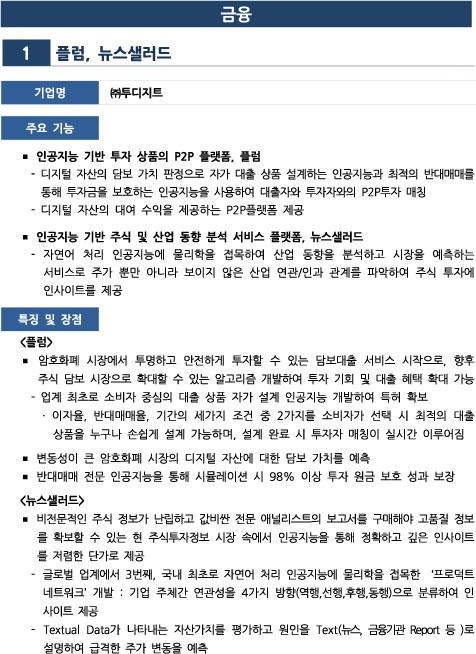 금융
1 플럼, 뉴스샐러드
기업명 ㈜투디지트
주요 기능
▪ 인공지능 기반 투자 상품의 P2P 플랫폼, 플럼
- 디지털 자산의 담보 가치 판정으로 자가 대출 상품 설계하는 인공지능과 최적의 반대매매를
통해 투자금을 보호하는 인공지능을 사용하여 대출자와 투자자와의 P2P투자 매칭
- 디지털 자산의 대여 수익을 제공하는 P2P플랫폼 제공
▪ 인공지능 기반 주식 및 산업 동향 분석 서비스 플랫폼, 뉴스샐러드
- 자연어 처리 인공지능에 물리학을 접목하여 산업 동향을 분석하고 시장을 예측하는
서비스로 주가 뿐만 아니라 보이지 않은 산업 연관/인과 관계를 파악하여 주식 투자에
인사이트를 제공
특징 및 장점
<플럼>
▪ 암호화폐 시장에서 투명하고 안전하게 투자할 수 있는 담보대출 서비스 시작으로, 향후
주식 담보 시장으로 확대할 수 있는 알고리즘 개발하여 투자 기회 및 대출 혜택 확대 가능
- 업계 최초로 소비자 중심의 대출 상품 자가 설계 인공지능 개발하여 특허 확보
· 이자율, 반대매매율, 기간의 세가지 조건 중 2가지를 소비자가 선택 시 최적의 대출
상품을 누구나 손쉽게 설계 가능하며, 설계 완료 시 투자자 매칭이 실시간 이루어짐
▪ 변동성이 큰 암호화폐 시장의 디지털 자산에 대한 담보 가치를 예측
▪ 반대매매 전문 인공지능을 통해 시뮬레이션 시 98% 이상 투자 원금 보호 성과 보장
<뉴스샐러드>
▪ 비전문적인 주식 정보가 난립하고 값비싼 전문 애널리스트의 보고서를 구매해야 고품질 정보
를 확보할 수 있는 현 주식투자정보 시장 속에서 인공지능을 통해 정확하고 깊은 인사이트
를 저렴한 단가로 제공
- 글로벌 업계에서 3번째, 국내 최초로 자연어 처리 인공지능에 물리학을 접목한 '프로덕트
네트워크' 개발 : 기업 주체간 연관성을 4가지 방향(역행,선행,후행,동행)으로 분류하여 인
사이트 제공
- Textual Data가 나타내는 자산가치를 평가하고 원인을 Text(뉴스, 금융기관 Report 등 )로
설명하여 급격한 주가 변동을 예측